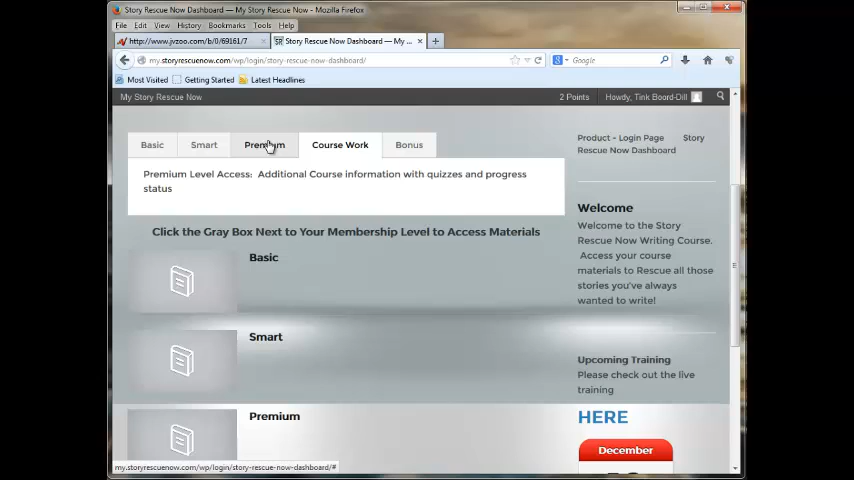 Story Rescue Now Dashboard — My Story Rescue Now - Mozilla Firefox
File Edit View History Bookmarks Tools Help
http://www.jvzoo.com/b/0/69161/7
Story Rescue Now Dashboard — My ...
my.storyrescuenow.com/wp/login/story-rescue-now-dashboard/
Google
Most Visited Getting Started Latest Headlines
My Story Rescue Now
2 Points
Howdy, Tink Boord-Dill
Basic Smart Premium Course Work Bonus
Premium Level Access: Additional Course information with quizzes and progress
status
Click the Gray Box Next to Your Membership Level to Access Materials
Basic
Smart
Premium
Product - Login Page Story
Rescue Now Dashboard
Welcome
Welcome to the Story
Rescue Now Writing Course.
Access your course
materials to Rescue all those
stories you've always
wanted to write!
Upcoming Training
Please check out the live
training
HERE
December
my.storyrescuenow.com/wp/login/story-rescue-now-dashboard/#